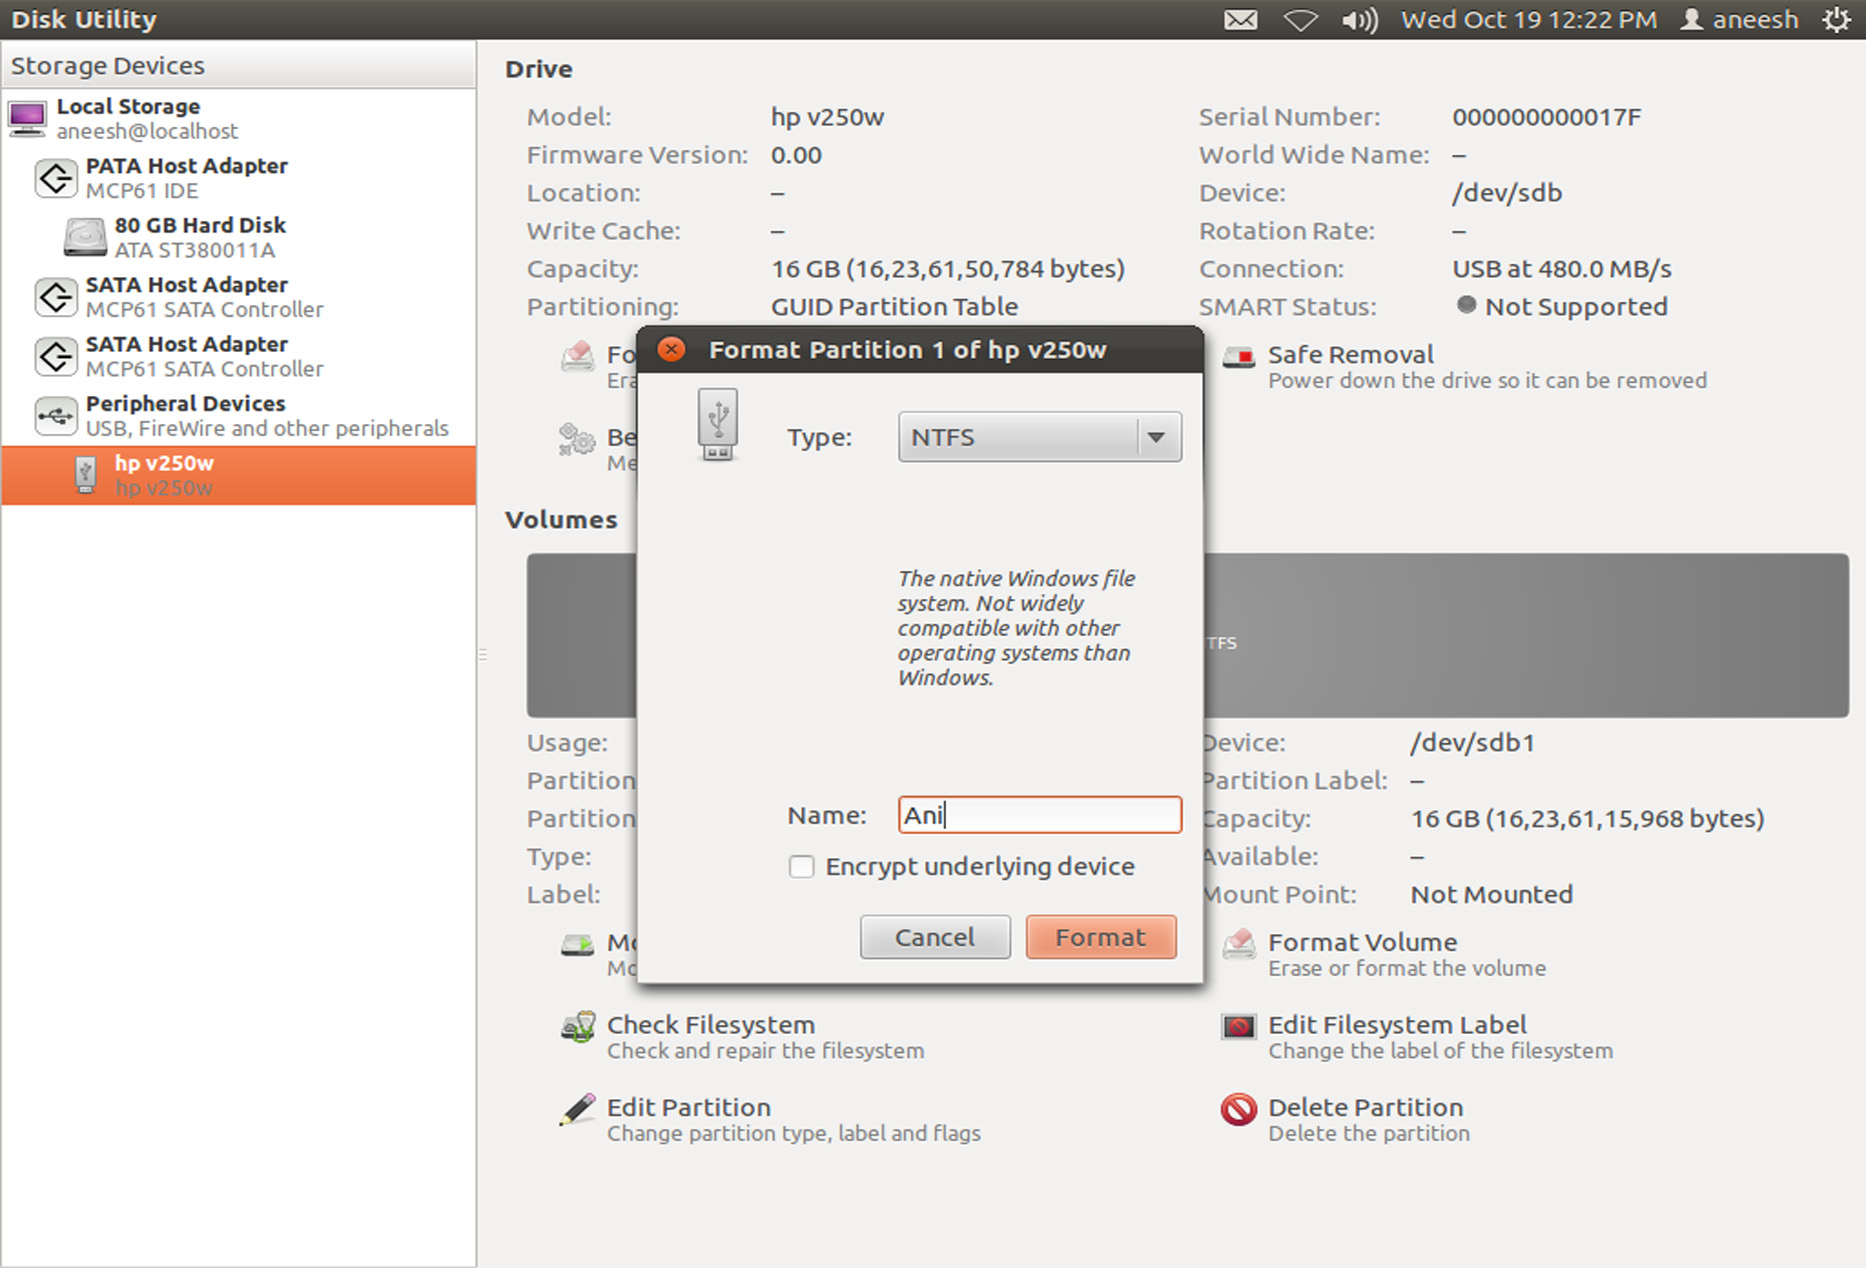 Disk Utility
Wed Oct 19 12:22 PM aneesh
Storage Devices
Local Storage
aneesh@localhost
PATA Host Adapter
MCP61 IDE
80 GB Hard Disk
ATA ST380011A
SATA Host Adapter
MCP61 SATA Controller
SATA Host Adapter
MCP61 SATA Controller
Peripheral Devices
USB, FireWire and other peripherals
hp v250w
hp v250w
Drive
Model: hp v250w
Serial Number: 000000000017F
Firmware Version: 0.00
World Wide Name: –
Location: –
Device: /dev/sdb
Write Cache: –
Rotation Rate: –
Capacity: 16 GB (16,23,61,50,784 bytes)
Connection: USB at 480.0 MB/s
Partitioning: GUID Partition Table
SMART Status: Not Supported
Fo
Era
Safe Removal
Power down the drive so it can be removed
Be
Me
Format Partition 1 of hp v250w
Type: NTFS
The native Windows file
system. Not widely
compatible with other
operating systems than
Windows.
Name: Ani
Encrypt underlying device
Cancel Format
Volumes
TFS
Usage:
Device: /dev/sdb1
Partition
Partition Label: –
Partition
Capacity: 16 GB (16,23,61,15,968 bytes)
Type:
Available: –
Label:
Mount Point: Not Mounted
Mo
Mo
Format Volume
Erase or format the volume
Check Filesystem
Check and repair the filesystem
Edit Filesystem Label
Change the label of the filesystem
Edit Partition
Change partition type, label and flags
Delete Partition
Delete the partition